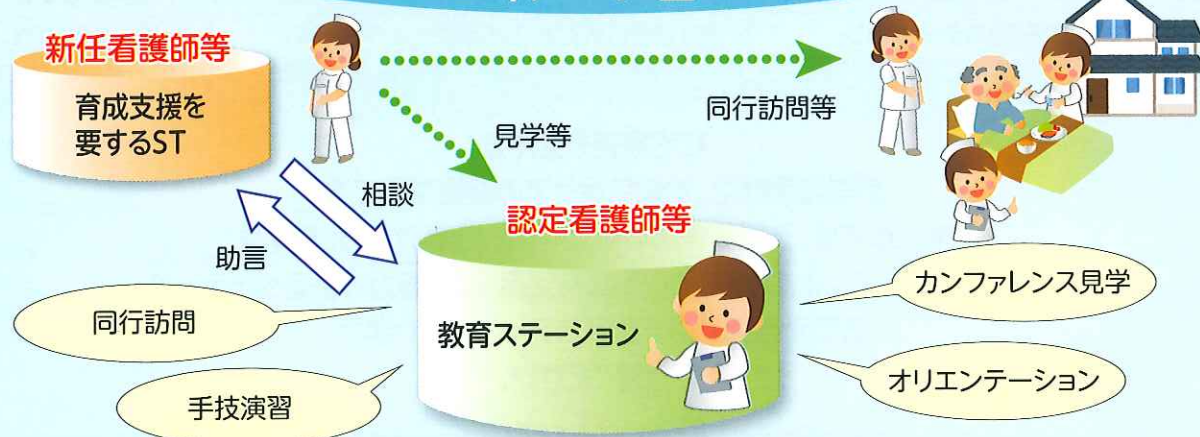 新任看護師等
育成支援を
要するST
同行訪問等
見学等
相談
助言
認定看護師等
教育ステーション
同行訪問
手技演習
カンファレンス見学
オリエンテーション